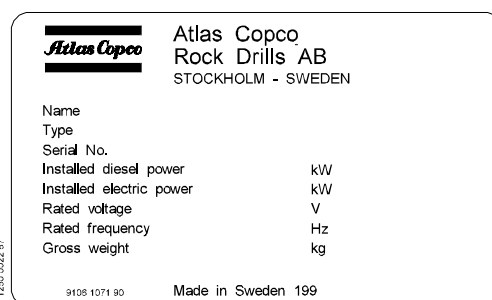 Atlas Copco
Atlas Copco
Rock Drills AB
STOCKHOLM - SWEDEN
Name
Type
Serial No.
Installed diesel power kW
Installed electric power kW
Rated voltage V
Rated frequency Hz
Gross weight kg
9106 1071 90
Made in Sweden 199